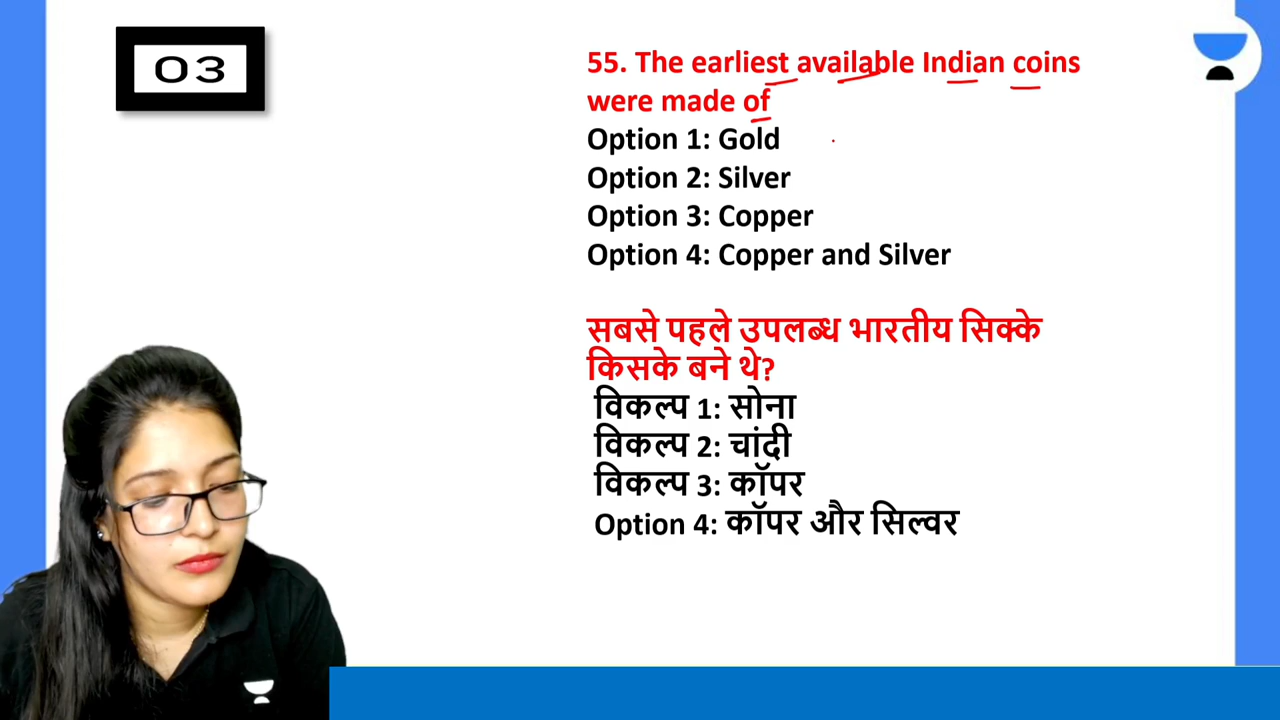 03
55. The earliest available Indian coins
were made of
Option 1: Gold
Option 2: Silver
Option 3: Copper
Option 4: Copper and Silver
सबसे पहले उपलब्ध भारतीय सिक्के
किसके बने थे?
विकल्प 1: सोना
विकल्प 2: चांदी
विकल्प 3: कॉपर
Option 4: कॉपर और सिल्वर